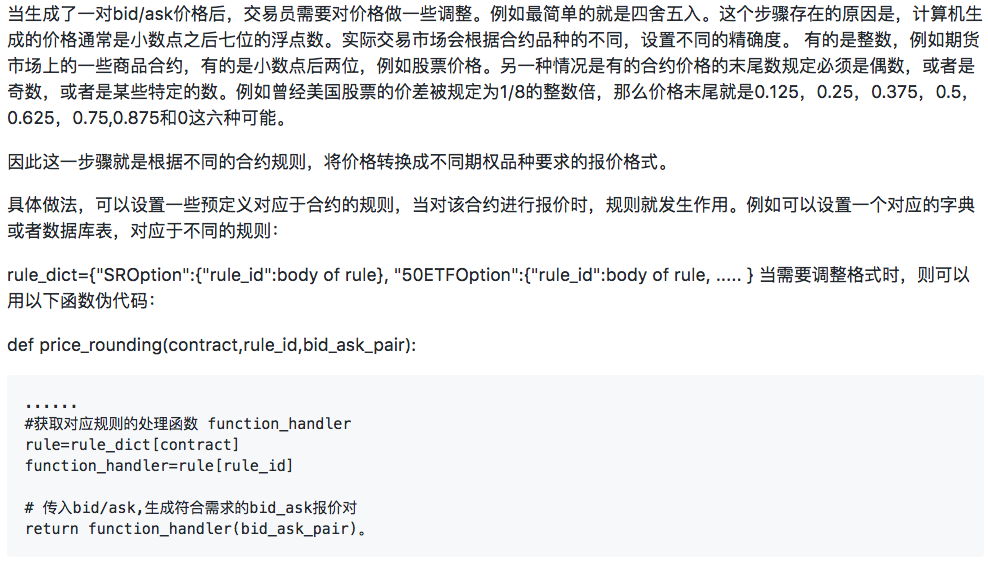 当生成了一对bid/ask价格后，交易员需要对价格做一些调整。例如最简单的就是四舍五入。这个步骤存在的原因是，计算机生
成的价格通常是小数点之后七位的浮点数。实际交易市场会根据合约品种的不同，设置不同的精确度。 有的是整数，例如期货
市场上的一些商品合约，有的是小数点后两位，例如股票价格。另一种情况是有的合约价格的末尾数规定必须是偶数，或者是
奇数，或者是某些特定的数。例如曾经美国股票的价差被规定为1/8的整数倍，那么价格末尾就是0.125，0.25，0.375，0.5，
0.625，0.75,0.875和0这六种可能。
因此这一步骤就是根据不同的合约规则，将价格转换成不同期权品种要求的报价格式。
具体做法，可以设置一些预定义对应于合约的规则，当对该合约进行报价时，规则就发生作用。例如可以设置一个对应的字典
或者数据库表，对应于不同的规则：
rule_dict={"SROption":{"rule_id":body of rule}, "50ETFOption":{"rule_id":body of rule, ..... } 当需要调整格式时，则可以
用以下函数伪代码：
def price_rounding(contract,rule_id,bid_ask_pair):
......
#获取对应规则的处理函数 function_handler
rule=rule_dict[contract]
function_handler=rule[rule_id]
# 传入bid/ask,生成符合需求的bid_ask报价对
return function_handler(bid_ask_pair)。